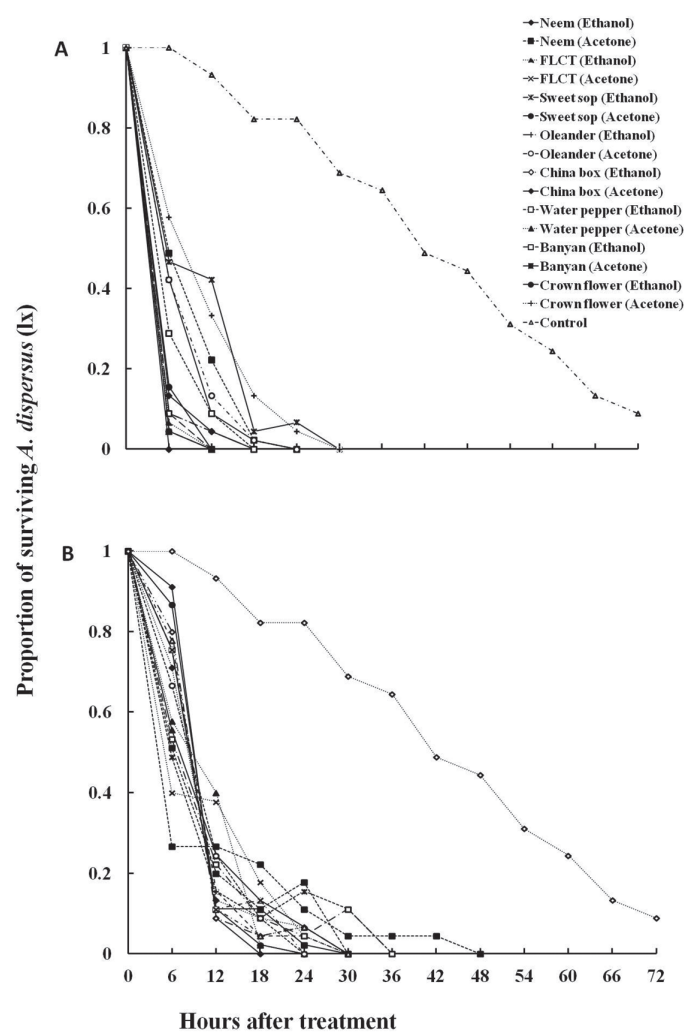 A
1
0.8
0.6
0.4
0.2
0
Neem (Ethanol)
Neem (Acetone)
FLCT (Ethanol)
FLCT (Acetone)
Sweet sop (Ethanol)
Sweet sop (Acetone)
Oleander (Ethanol)
Oleander (Acetone)
China box (Ethanol)
China box (Acetone)
Water pepper (Ethanol)
Water pepper (Acetone)
Banyan (Ethanol)
Banyan (Acetone)
Crown flower (Ethanol)
Crown flower (Acetone)
Control
Proportion of surviving A. dispersus (lx)
B
1
0.8
0.6
0.4
0.2
0
0 6 12 18 24 30 36 42 48 54 60 66 72
Hours after treatment